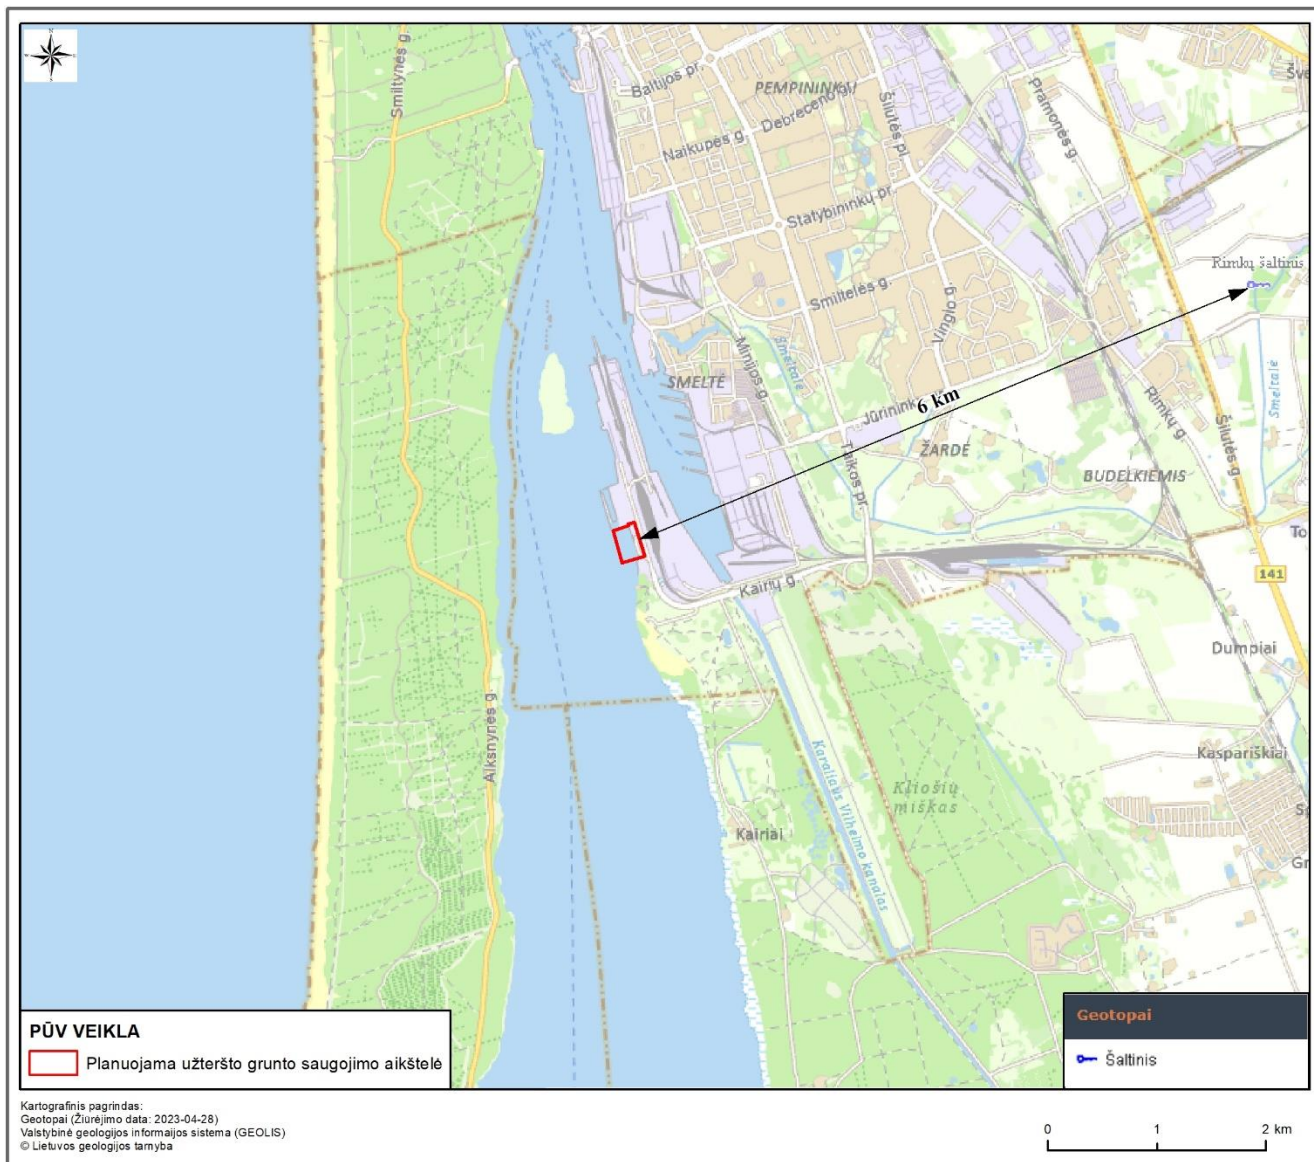 N
Smiltynės g.
Baltijos pr.
PEMPININKAI
Debreceno g.
Naikupės g.
Šilutės pl.
Pramonės g.
Statybininkų pr.
Rimkų šaltinis
Smiltelės g.
Vingio g.
Minijos g.
Smeltalė
SMELTĖ
6 km
Taikos pr.
ŽARDĖ
Rimkų g.
Smeltalė
Šilutės g.
BUDELKIEMIS
141
Kairių g.
Dumpiai
Alksnynės g.
Karaliaus Vilhelmo kanalas
Kliošių
miškas
Kaspariškiai
Kairiai
PŪV VEIKLA
Planuojama užteršto grunto saugojimo aikštelė
Geotopai
Šaltinis
Kartografinis pagrindas:
Geotopai (Žiūrėjimo data: 2023-04-28)
Valstybinė geologijos informaijos sistema (GEOLIS)
© Lietuvos geologijos tarnyba
0 1 2 km